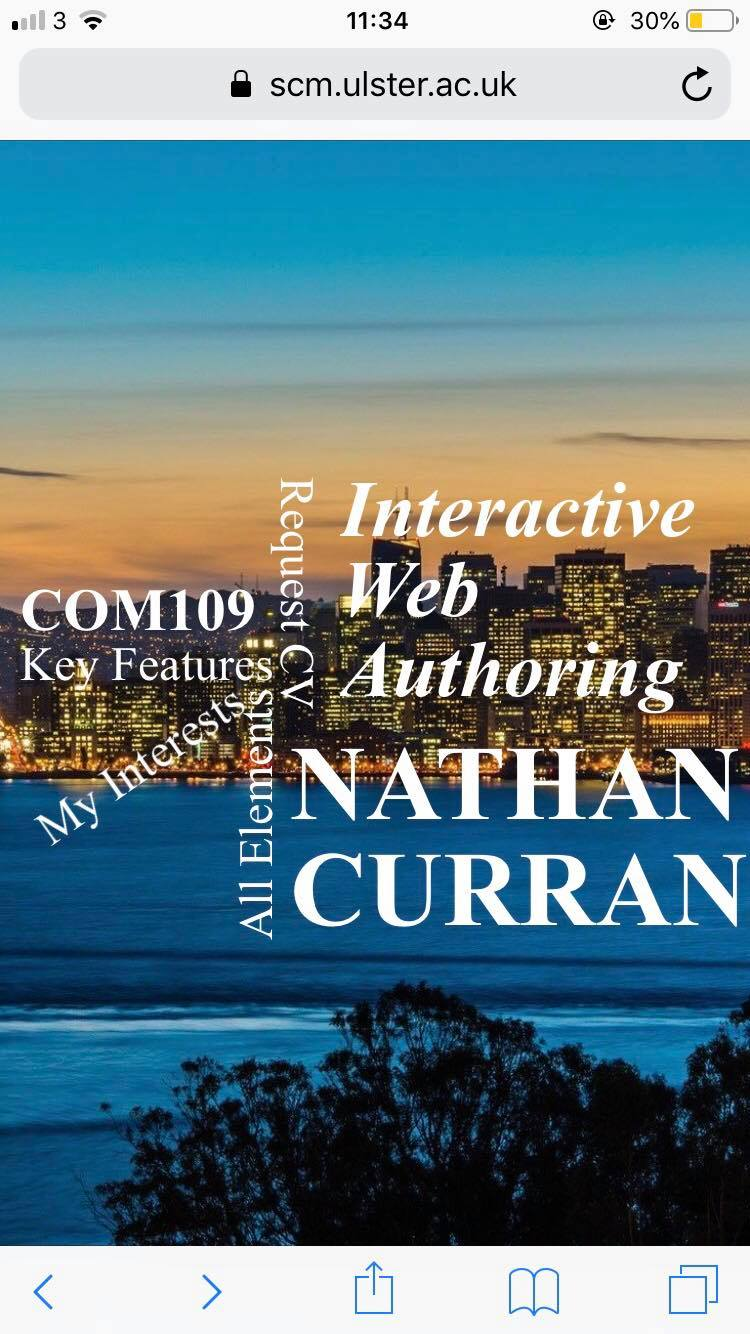 3 11:34 30%
scm.ulster.ac.uk
Request CV
Interactive
Web
Authoring
COM109
Key Features
My Interests
All Elements
NATHAN
CURRAN